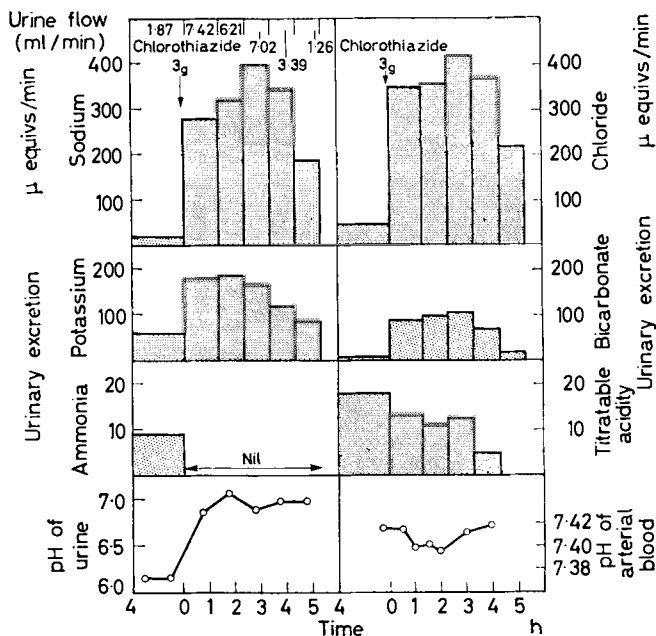 Urine flow
(ml/min)
1·87 7·42 6·21
7·02
3·39
1·26
Chlorothiazide
3g
Chlorothiazide
3g
μ equivs/min
Sodium
400
300
200
100
400
300
200
100
Chloride
μ equivs/min
Urinary excretion
Potassium
200
100
200
100
Bicarbonate
Urinary excretion
Ammonia
20
10
Nil
20
10
Titratable
acidity
pH of
urine
7·0
6·5
6·0
7·42
7·40
7·38
pH of
arterial
blood
4 0 1 2 3 4 5
4 0 1 2 3 4 5
Time
h